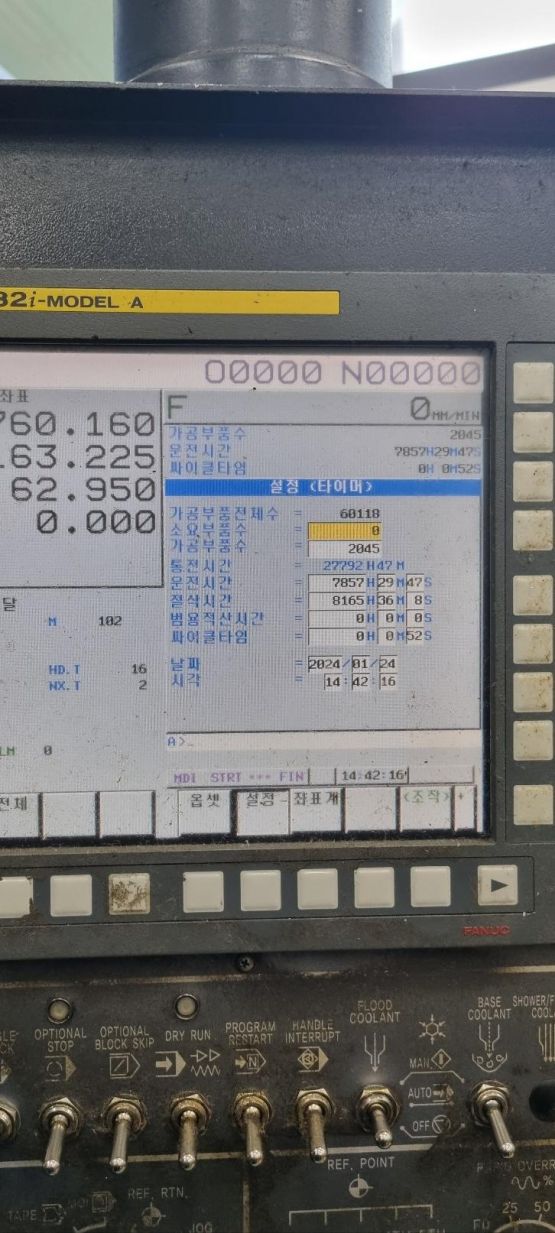 32i-MODEL A
O0000 N00000
좌표
760.160
163.225
62.950
0.000
F 0MM/MIN
가공부품수 2045
운전시간 7857H29M47S
싸이클타임 0H 0M52S
설정 (타이머)
가공부품전체수 = 60118
소요부품수 = 0
가공부품수 = 2045
통전시간 = 27792H47M
운전시간 = 7857H29M47S
절삭시간 = 8165H36M 8S
범용적산시간 = 0H 0M 0S
싸이클타임 = 0H 0M52S
날짜 = 2024/01/24
시각 = 14:42:16
달
M 102
HD.T 16
NX.T 2
LM 0
A>_
MDI STRT *** FIN 14:42:16
전체
옵셋 설정 좌표계 (조작) +
FANUC
OPTIONAL STOP
OPTIONAL BLOCK SKIP
DRY RUN
PROGRAM RESTART
HANDLE INTERRUPT
FLOOD COOLANT
MAN
AUTO
OFF
BASE COOLANT
REF. POINT
TAPE
REF. RTN.
JOG
25 50